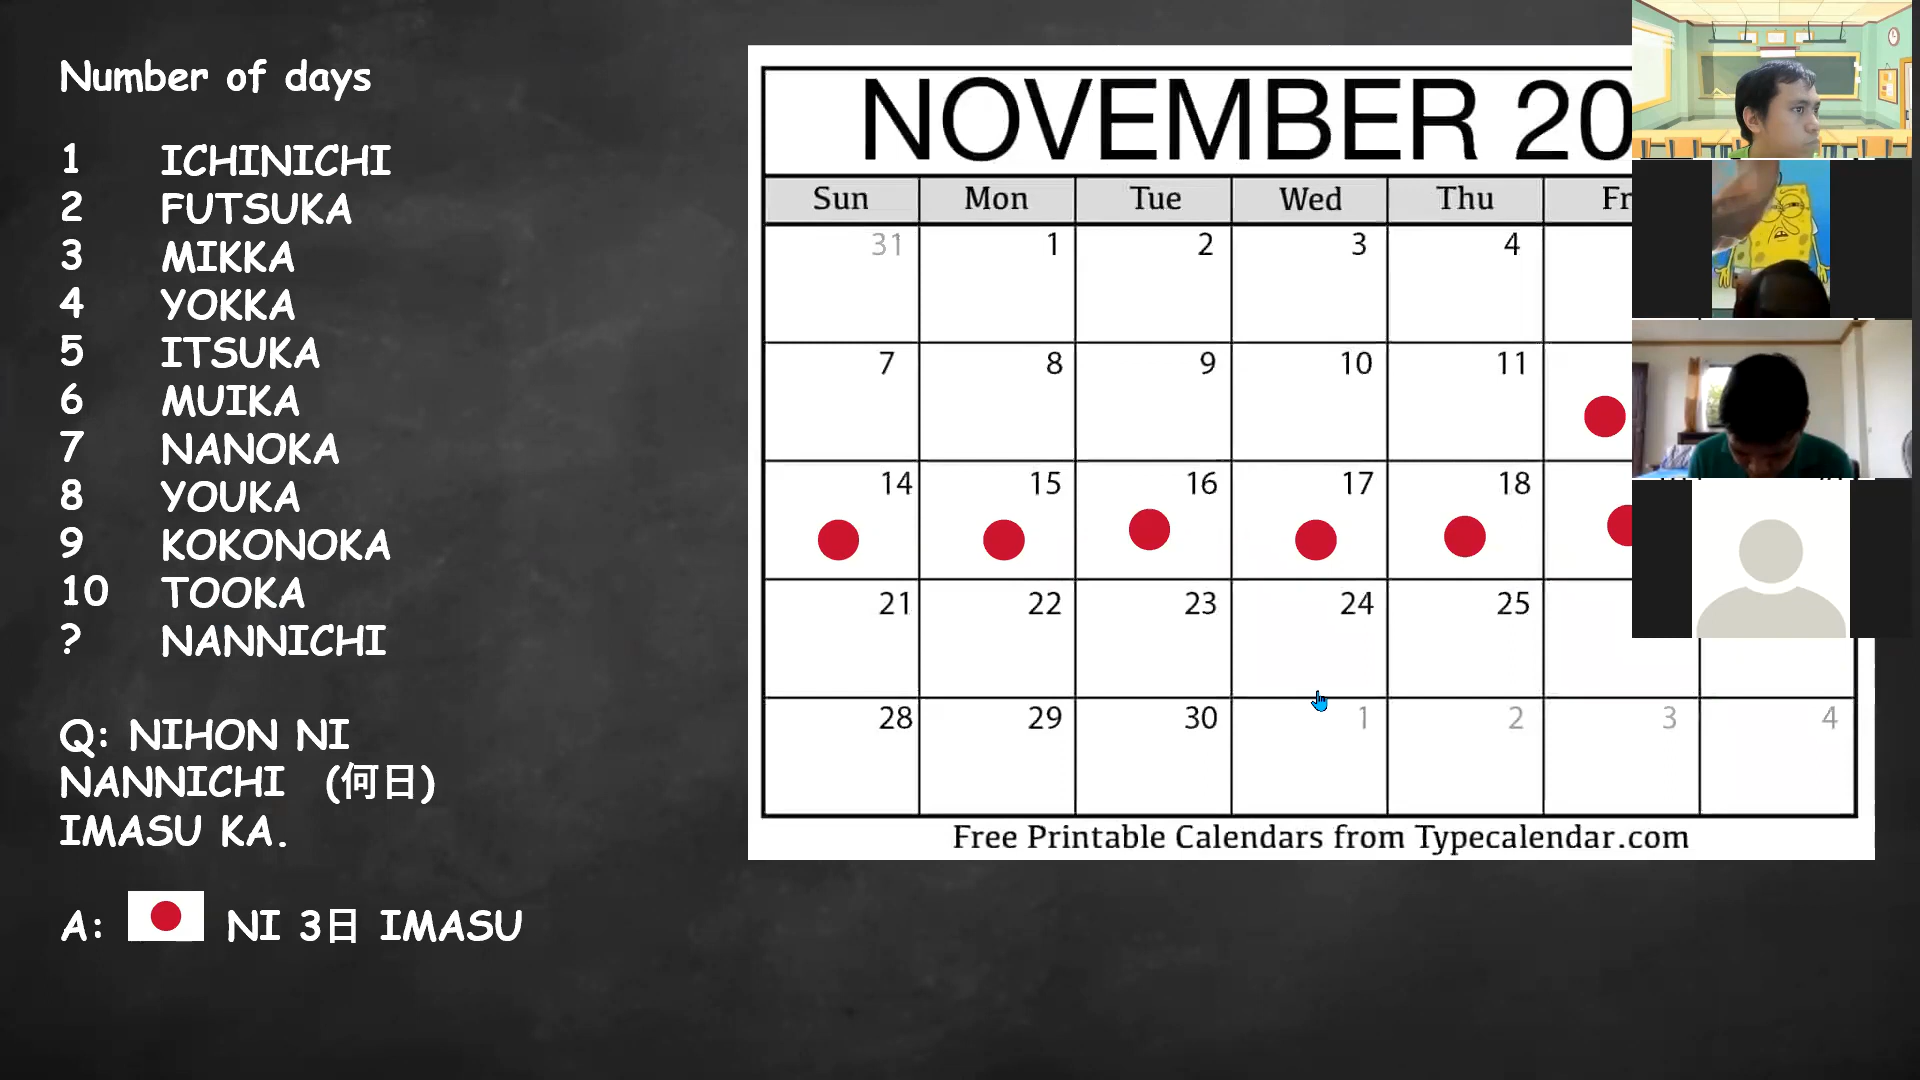 Number of days
1 ICHINICHI
2 FUTSUKA
3 MIKKA
4 YOKKA
5 ITSUKA
6 MUIKA
7 NANOKA
8 YOUKA
9 KOKONOKA
10 TOOKA
? NANNICHI
Q: NIHON NI
NANNICHI (何日)
IMASU KA.
A: NI 3日 IMASU
NOVEMBER 20
Sun Mon Tue Wed Thu Fr
31 1 2 3 4
7 8 9 10 11
14 15 16 17 18
21 22 23 24 25
28 29 30 1 2 3 4
Free Printable Calendars from Typecalendar.com